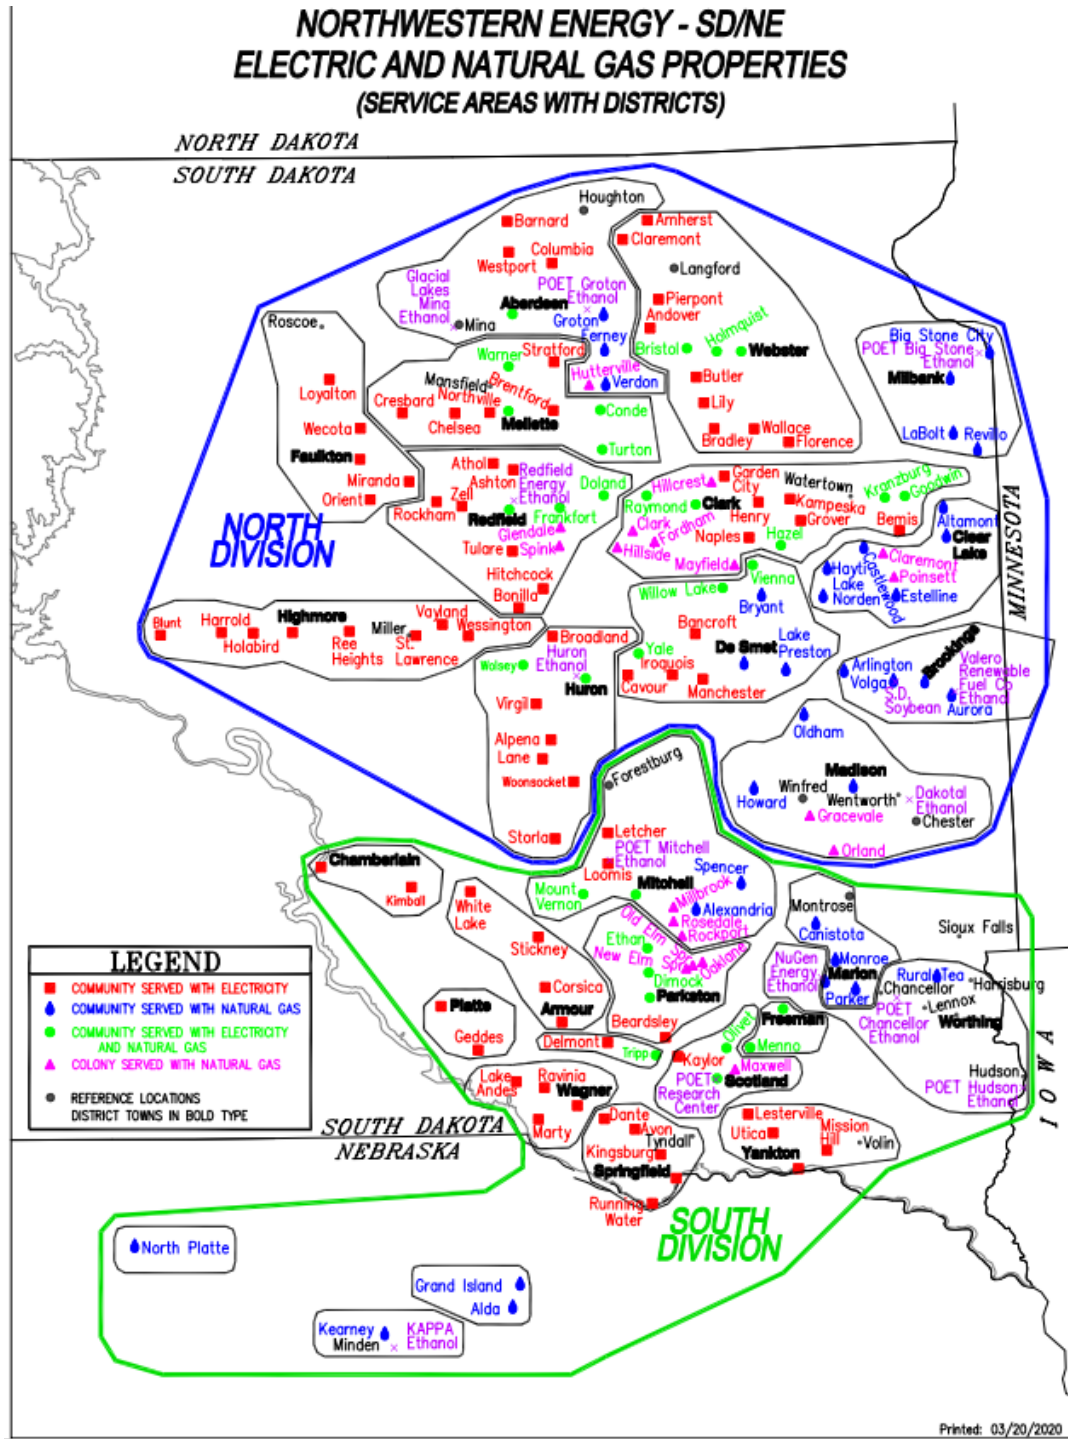 NORTHWESTERN ENERGY - SD/NE
ELECTRIC AND NATURAL GAS PROPERTIES
(SERVICE AREAS WITH DISTRICTS)
NORTH DAKOTA
SOUTH DAKOTA
Houghton
Barnard
Amherst
Claremont
Columbia
Westport
Langford
Glacial
Lakes
Mina
Ethanol
POET Groton
Ethanol
Aberdeen
Pierpont
Groton
Andover
Mina
Roscoe
Ferney
Big Stone City
POET Big Stone
Ethanol
Milbank
Warner
Stratford
Bristol
Holmquist
Webster
Hutterville
Verdon
Mansfield
Brentford
Butler
Loyalton
Cresbard
Northville
Chelsea
Mellette
Conde
Lily
Wecota
Turton
Bradley
Wallace
Florence
LaBolt
Revillo
Faulkton
Miranda
Orient
Athol
Ashton
Redfield
Energy
Ethanol
Doland
Zell
Rockham
Redfield
Frankfort
Glendale
Tulare
Spink
Hillcrest
Garden
City
Watertown
Kranzburg
Goodwin
Raymond
Clark
Henry
Kampeska
Grover
Bemis
Clark
Fordham
Naples
Hazel
Hillside
Mayfield
Altamont
Clear
Lake
MINNESOTA
NORTH
DIVISION
Castlewood
Claremont
Poinsett
Hayti
Lake
Norden
Estelline
Hitchcock
Bonilla
Willow Lake
Vienna
Bryant
Highmore
Blunt
Harrold
Holabird
Ree
Heights
Miller
St.
Lawrence
Vayland
Wessington
Broadland
Huron
Ethanol
Wolsey
Huron
Bancroft
De Smet
Lake
Preston
Yale
Iroquois
Cavour
Manchester
Brookings
Arlington
Volga
S.D.
Soybean
Valero
Renewable
Fuel Co
Ethanol
Aurora
Virgil
Alpena
Lane
Woonsocket
Storla
Oldham
Forestburg
Madison
Winfred
Wentworth
Howard
Dakotal
Ethanol
Gracevale
Chester
Orland
Letcher
POET Mitchell
Ethanol
Loomis
Chamberlain
Kimball
Mount
Vernon
Mitchell
Spencer
Millbrook
Alexandria
Rosedale
Rockport
White
Lake
Stickney
Montrose
Canistota
Sioux Falls
Old Elm Spr
Ethan
New Elm Spr
Oaklane
Dimock
Parkston
NuGen
Energy
Ethanol
Monroe
Marion
Parker
Rural Tea
Chancellor
Harrisburg
Lennox
Worthing
POET
Chancellor
Ethanol
Corsica
Armour
Beardsley
Platte
Geddes
Delmont
Tripp
Freeman
Olivet
Menno
Kaylor
Maxwell
POET
Research
Center
Scotland
Hudson
POET Hudson
Ethanol
IOWA
Lake
Andes
Ravinia
Wagner
Marty
Dante
Avon
Tyndall
Kingsburg
Springfield
Running
Water
Lesterville
Utica
Mission
Hill
Volin
Yankton
LEGEND
COMMUNITY SERVED WITH ELECTRICITY
COMMUNITY SERVED WITH NATURAL GAS
COMMUNITY SERVED WITH ELECTRICITY
AND NATURAL GAS
COLONY SERVED WITH NATURAL GAS
REFERENCE LOCATIONS
DISTRICT TOWNS IN BOLD TYPE
SOUTH DAKOTA
NEBRASKA
SOUTH
DIVISION
North Platte
Grand Island
Alda
Kearney
Minden
KAPPA
Ethanol
Printed: 03/20/2020